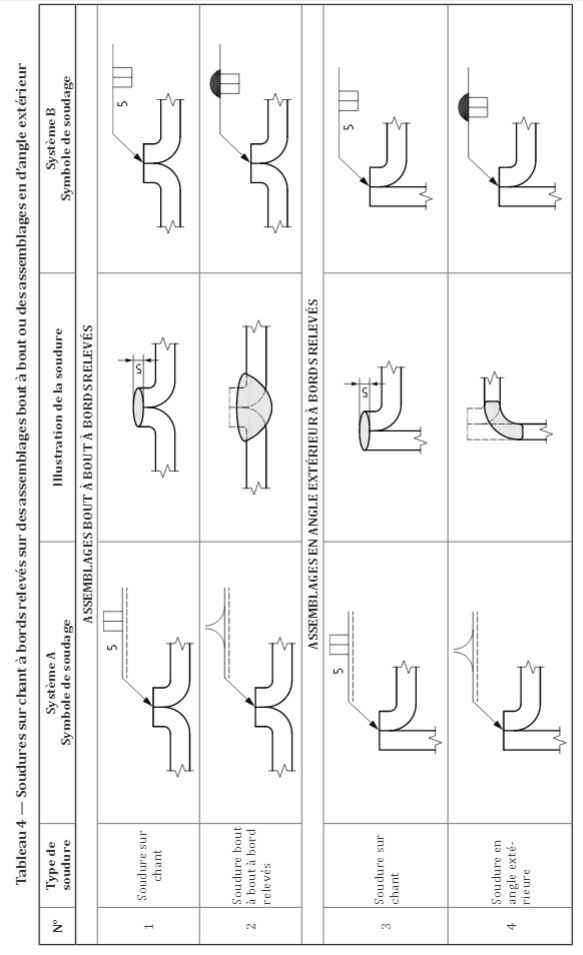 Tableau 4 — Soudures sur chant à bords relevés sur des assemblages bout à bout ou des assemblages en d'angle extérieur
N° Type de soudure Système A Symbole de soudage Illustration de la soudure Système B Symbole de soudage
ASSEMBLAGES BOUT À BOUT À BORDS RELEVÉS
1 Soudure sur chant 5 5 5
2 Soudure bout à bout à bord relevés
ASSEMBLAGES EN ANGLE EXTÉRIEUR À BORDS RELEVÉS
3 Soudure sur chant 5 5 5
4 Soudure en angle exté-rieure